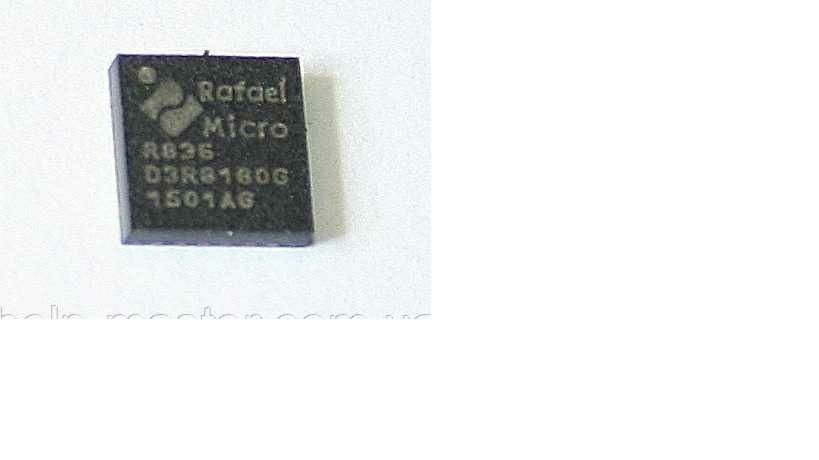 Rafael
Micro
R836
D3R8180G
1501AG